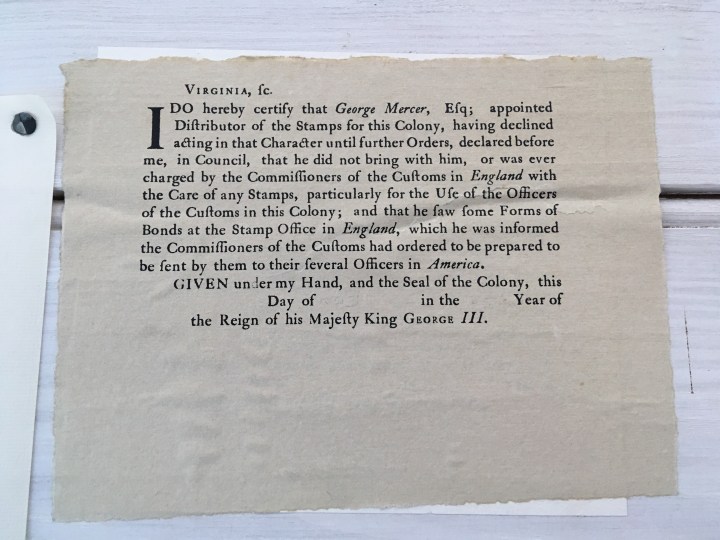 VIRGINIA, ſc.
I DO hereby certify that George Mercer, Eſq; appointed
Diſtributor of the Stamps for this Colony, having declined
acting in that Character until further Orders, declared before
me, in Council, that he did not bring with him, or was ever
charged by the Commiſſioners of the Cuſtoms in England with
the Care of any Stamps, particularly for the Uſe of the Officers
of the Cuſtoms in this Colony; and that he ſaw ſome Forms of
Bonds at the Stamp Office in England, which he was informed
the Commiſſioners of the Cuſtoms had ordered to be prepared to
be ſent by them to their ſeveral Officers in America.
GIVEN under my Hand, and the Seal of the Colony, this
Day of in the Year of
the Reign of his Majeſty King GEORGE III.